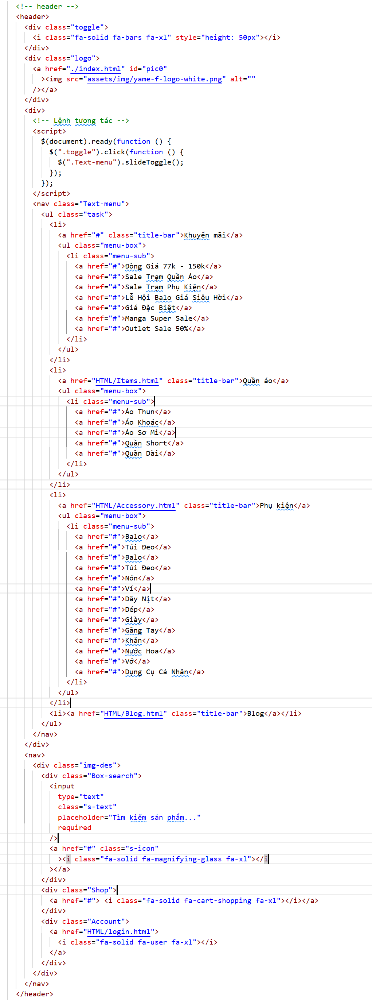 <!-- header -->
<header>
<div class="toggle">
<i class="fa-solid fa-bars fa-xl" style="height: 50px"></i>
</div>
<div class="logo">
<a href="./index.html" id="pic0"
><img src="assets/img/yame-f-logo-white.png" alt=""
/></a>
</div>
<div>
<!-- Lệnh tương tác -->
<script>
$(document).ready(function () {
$(".toggle").click(function () {
$(".Text-menu").slideToggle();
});
});
</script>
<nav class="Text-menu">
<ul class="task">
<li>
<a href="#" class="title-bar">Khuyến mãi</a>
<ul class="menu-box">
<li class="menu-sub">
<a href="#">Đồng Giá 77k - 150k</a>
<a href="#">Sale Trạm Quần Áo</a>
<a href="#">Sale Trạm Phụ Kiện</a>
<a href="#">Lễ Hội Balo Giá Siêu Hời</a>
<a href="#">Giá Đặc Biệt</a>
<a href="#">Manga Super Sale</a>
<a href="#">Outlet Sale 50%</a>
</li>
</ul>
</li>
<li>
<a href="HTML/Items.html" class="title-bar">Quần áo</a>
<ul class="menu-box">
<li class="menu-sub">
<a href="#">Áo Thun</a>
<a href="#">Áo Khoác</a>
<a href="#">Áo Sơ Mi</a>
<a href="#">Quần Short</a>
<a href="#">Quần Dài</a>
</li>
</ul>
</li>
<li>
<a href="HTML/Accessory.html" class="title-bar">Phụ kiện</a>
<ul class="menu-box">
<li class="menu-sub">
<a href="#">Balo</a>
<a href="#">Túi Đeo</a>
<a href="#">Balo</a>
<a href="#">Túi Đeo</a>
<a href="#">Nón</a>
<a href="#">Ví</a>
<a href="#">Dây Nịt</a>
<a href="#">Dép</a>
<a href="#">Giày</a>
<a href="#">Găng Tay</a>
<a href="#">Khăn</a>
<a href="#">Nước Hoa</a>
<a href="#">Vớ</a>
<a href="#">Dụng Cụ Cá Nhân</a>
</li>
</ul>
</li>
<li><a href="HTML/Blog.html" class="title-bar">Blog</a></li>
</ul>
</nav>
</div>
<nav>
<div class="img-des">
<div class="Box-search">
<input
type="text"
class="s-text"
placeholder="Tìm kiếm sản phẩm..."
required
/>
<a href="#" class="s-icon"
><i class="fa-solid fa-magnifying-glass fa-xl"></i
></a>
</div>
<div class="Shop">
<a href="#"> <i class="fa-solid fa-cart-shopping fa-xl"></i></a>
</div>
<div class="Account">
<a href="HTML/login.html">
<i class="fa-solid fa-user fa-xl"></i>
</a>
</div>
</div>
</nav>
</header>